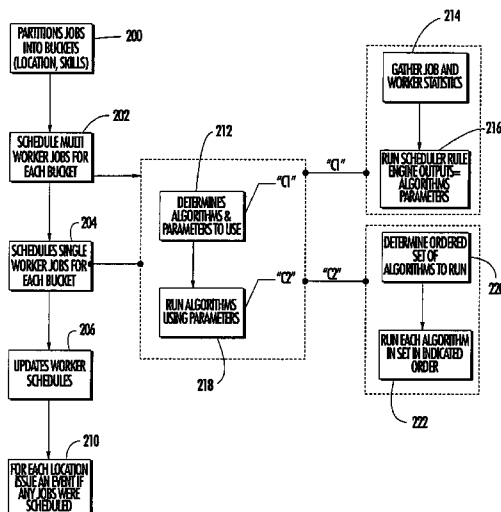 PARTITIONS JOBS
INTO BUCKETS
(LOCATION, SKILLS)
200
SCHEDULE MULTI
WORKER JOBS FOR
EACH BUCKET
202
SCHEDULES SINGLE
WORKER JOBS FOR
EACH BUCKET
204
UPDATES WORKER
SCHEDULES
206
FOR EACH LOCATION
ISSUE AN EVENT IF
ANY JOBS WERE
SCHEDULED
210
212
DETERMINES
ALGORITHMS &
PARAMETERS TO USE
"C1"
RUN ALGORITHMS
USING PARAMETERS
"C2"
218
"C1"
"C2"
214
GATHER JOB AND
WORKER STATISTICS
216
RUN SCHEDULER RULE
ENGINE OUTPUTS=
ALGORITHMS
PARAMETERS
DETERMINE ORDERED
SET OF
ALGORITHMS TO RUN
220
RUN EACH ALGORITHM
IN SET IN INDICATED
ORDER
222